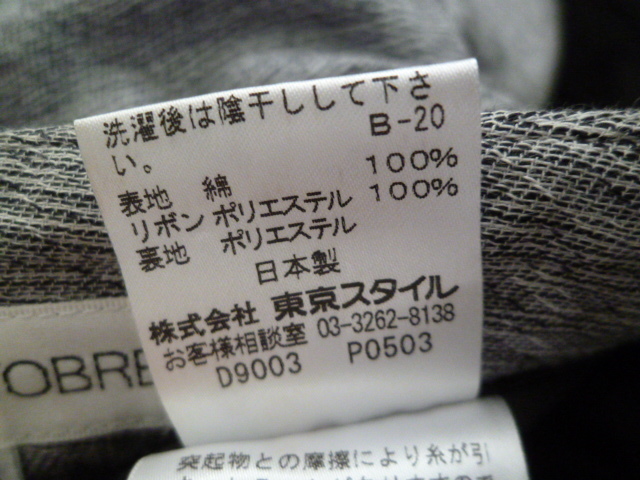 洗濯後は陰干しして下さ
い。 B-20
表地 綿 100%
リボン ポリエステル 100%
裏地 ポリエステル
日本製
株式会社 東京スタイル
お客様相談室 03-3262-8138
D9003 P0503
OBRE
突起物との摩擦により糸が引